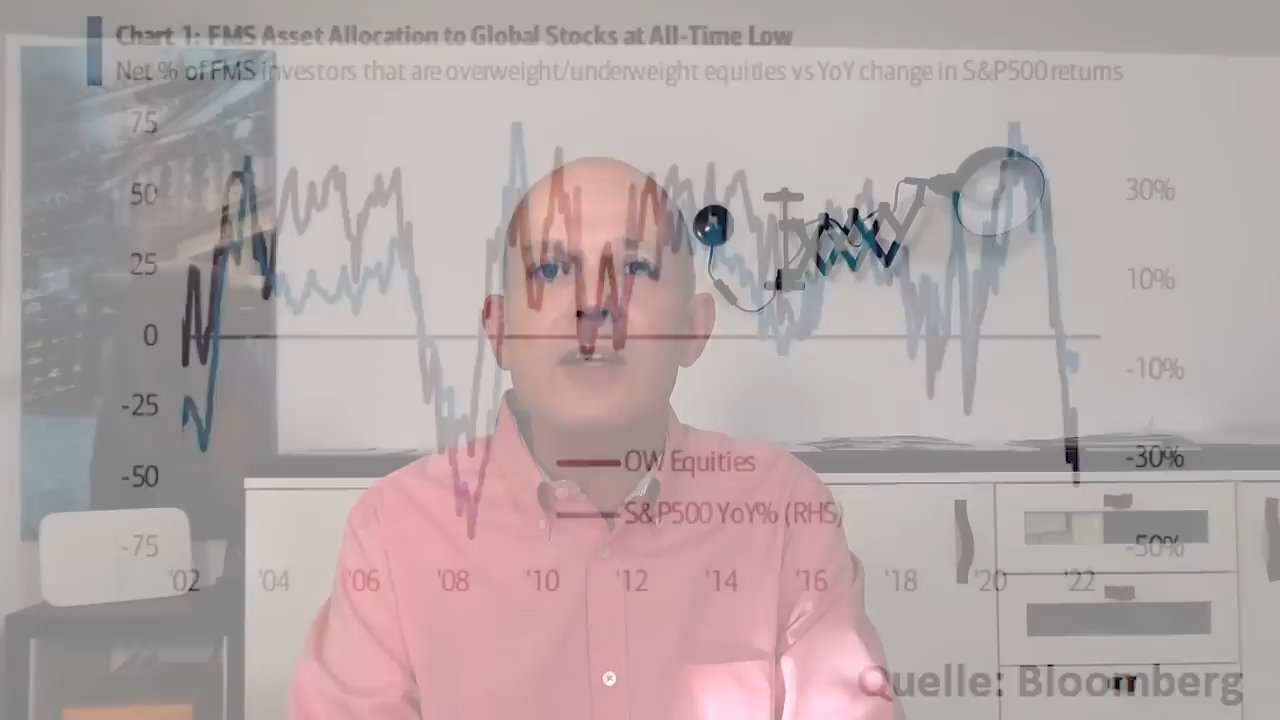 Chart 1: FMS Asset Allocation to Global Stocks at All-Time Low
Net % of FMS investors that are overweight/underweight equities vs YoY change in S&P500 returns
75
50
25
0
-25
-50
-75
30%
10%
-10%
-30%
-50%
OW Equities
S&P500 YoY% (RHS)
'02 '04 '06 '08 '10 '12 '14 '16 '18 '20 '22
Quelle: Bloomberg